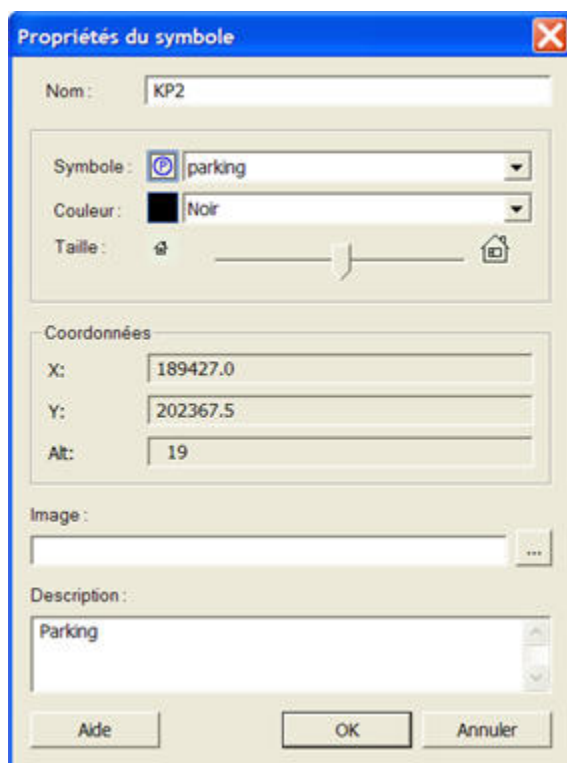 Propriétés du symbole
Nom : KP2
Symbole : P parking
Couleur : Noir
Taille :
Coordonnées
X: 189427.0
Y: 202367.5
Alt: 19
Image :
...
Description :
Parking
Aide OK Annuler